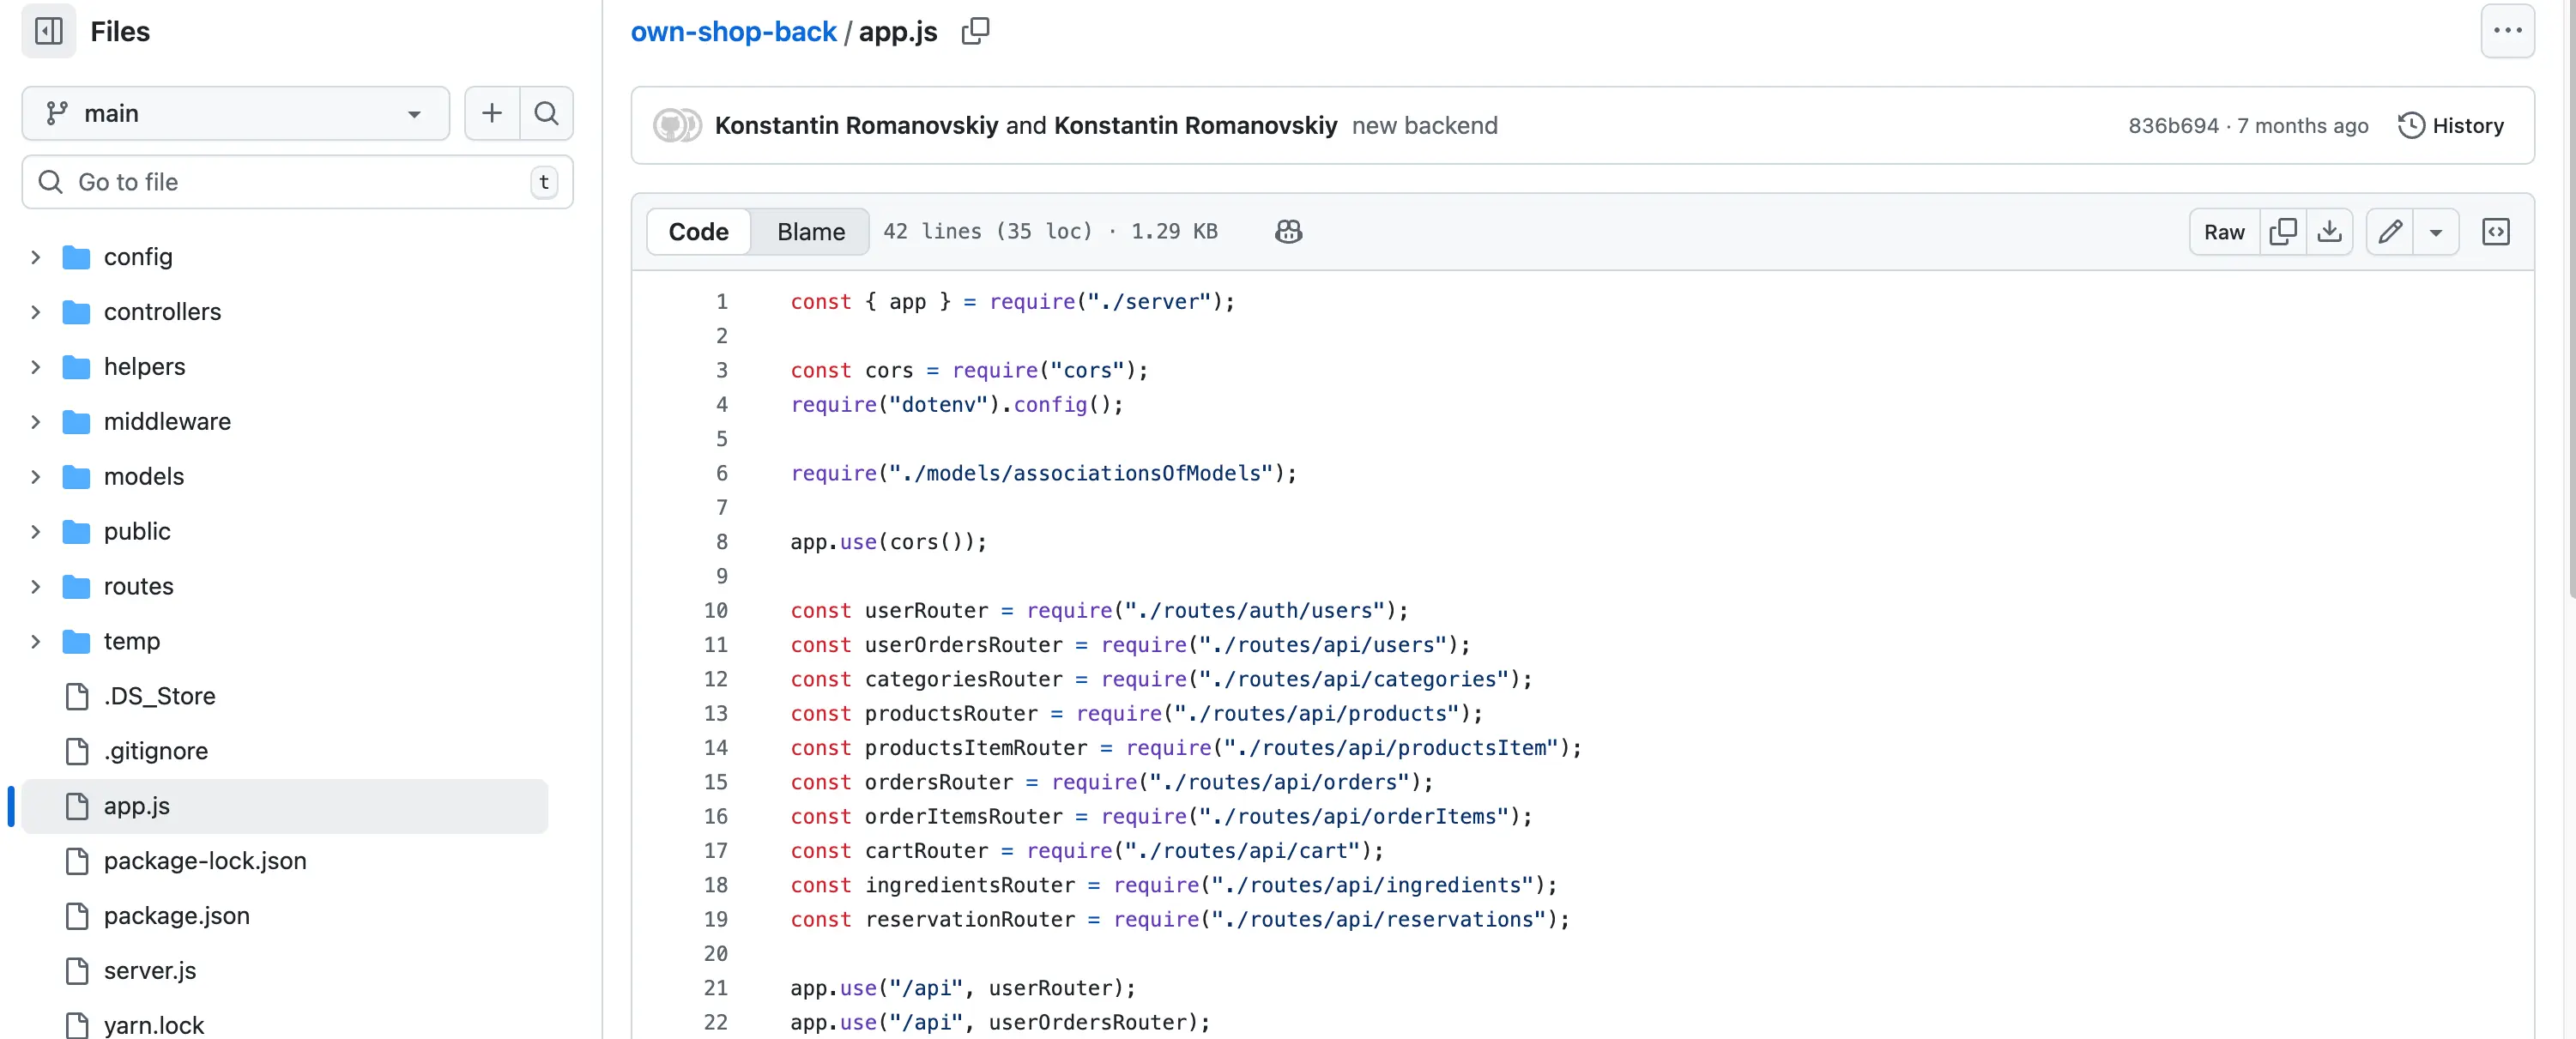 Files
main
Go to file
t
config
controllers
helpers
middleware
models
public
routes
temp
.DS_Store
.gitignore
app.js
package-lock.json
package.json
server.js
yarn.lock
own-shop-back / app.js
Konstantin Romanovskiy and Konstantin Romanovskiy new backend
836b694 · 7 months ago
History
Code
Blame
42 lines (35 loc) · 1.29 KB
Raw
1 const { app } = require("./server");
2
3 const cors = require("cors");
4 require("dotenv").config();
5
6 require("./models/associationsOfModels");
7
8 app.use(cors());
9
10 const userRouter = require("./routes/auth/users");
11 const userOrdersRouter = require("./routes/api/users");
12 const categoriesRouter = require("./routes/api/categories");
13 const productsRouter = require("./routes/api/products");
14 const productsItemRouter = require("./routes/api/productsItem");
15 const ordersRouter = require("./routes/api/orders");
16 const orderItemsRouter = require("./routes/api/orderItems");
17 const cartRouter = require("./routes/api/cart");
18 const ingredientsRouter = require("./routes/api/ingredients");
19 const reservationRouter = require("./routes/api/reservations");
20
21 app.use("/api", userRouter);
22 app.use("/api", userOrdersRouter);